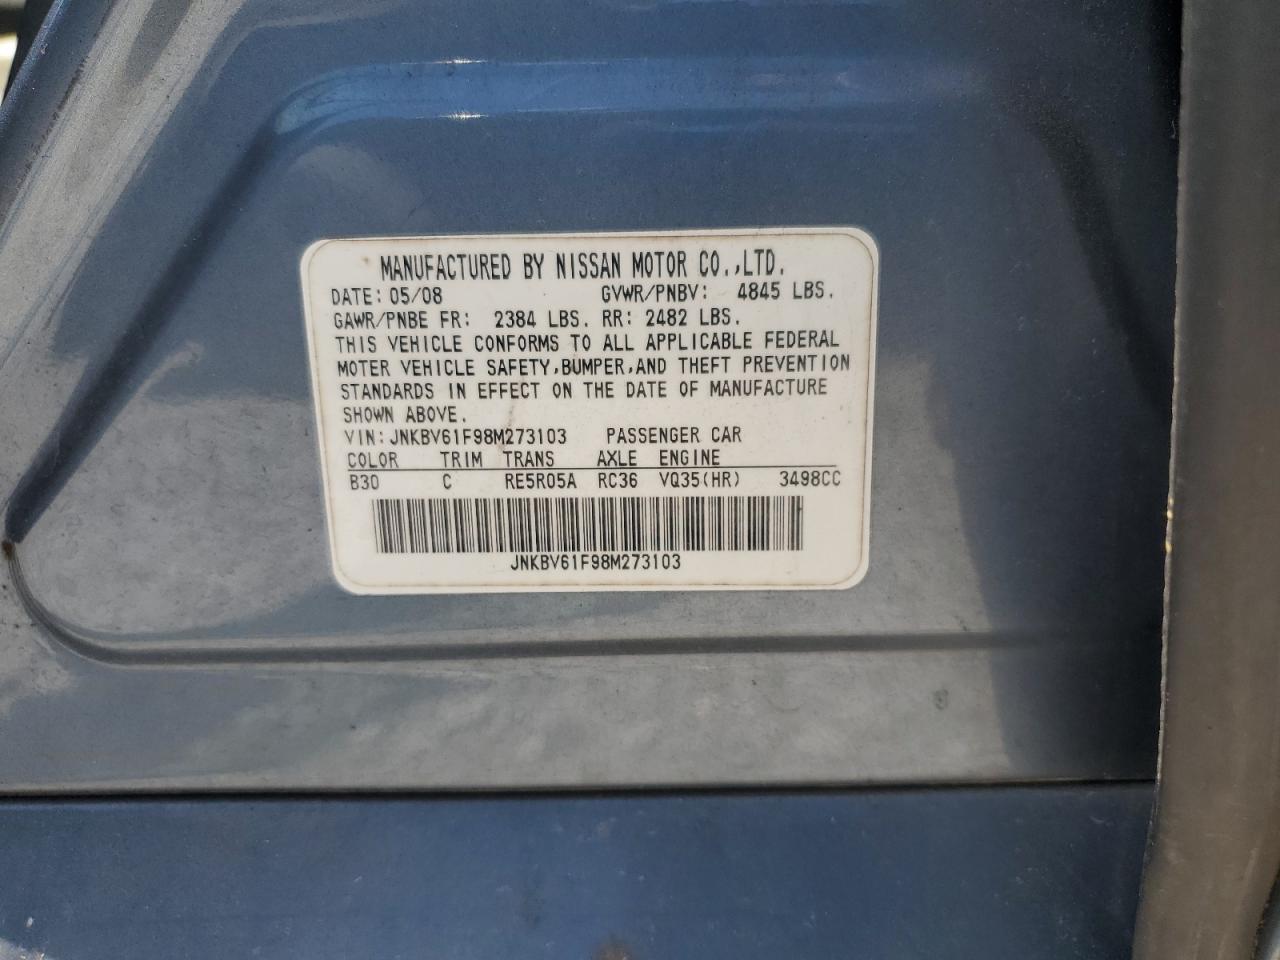 MANUFACTURED BY NISSAN MOTOR CO.,LTD.
DATE: 05/08 GVWR/PNBV: 4845 LBS.
GAWR/PNBE FR: 2384 LBS. RR: 2482 LBS.
THIS VEHICLE CONFORMS TO ALL APPLICABLE FEDERAL
MOTER VEHICLE SAFETY,BUMPER,AND THEFT PREVENTION
STANDARDS IN EFFECT ON THE DATE OF MANUFACTURE
SHOWN ABOVE.
VIN: JNKBV61F98M273103 PASSENGER CAR
COLOR TRIM TRANS AXLE ENGINE
B30 C RE5R05A RC36 VQ35(HR) 3498CC
JNKBV61F98M273103